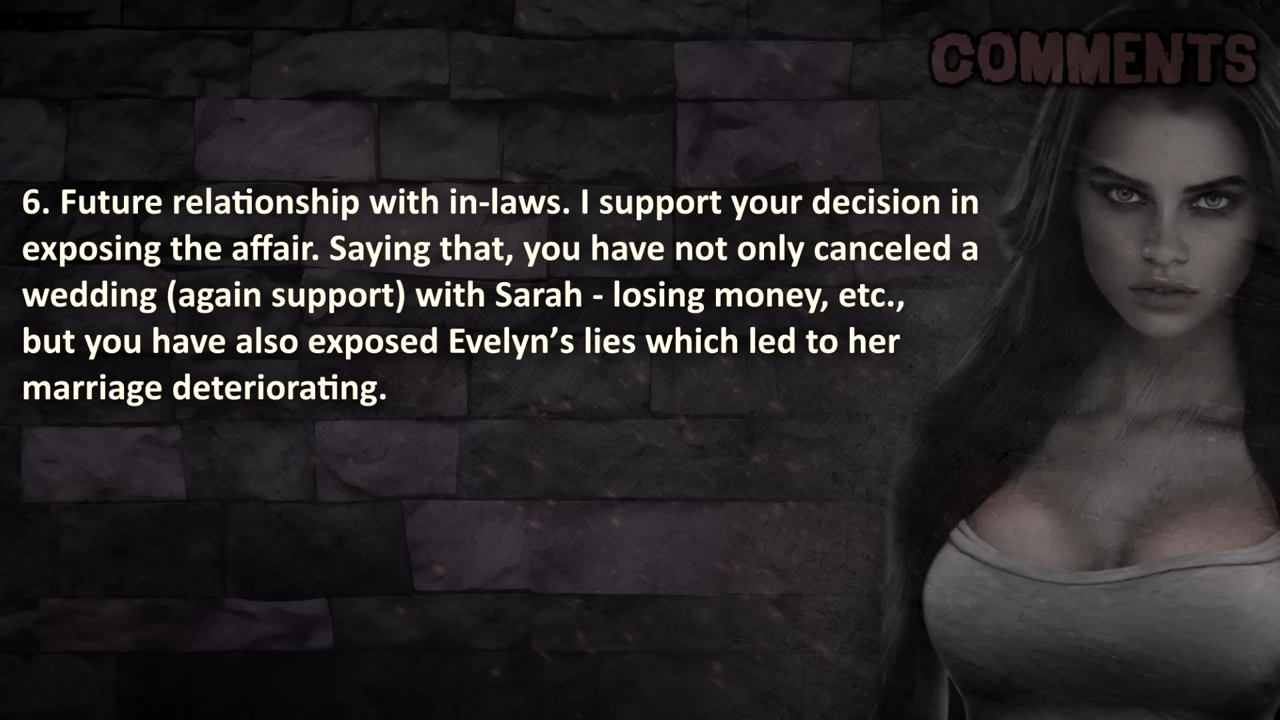 COMMENTS
6. Future relationship with in-laws. I support your decision in
exposing the affair. Saying that, you have not only canceled a
wedding (again support) with Sarah - losing money, etc.,
but you have also exposed Evelyn’s lies which led to her
marriage deteriorating.